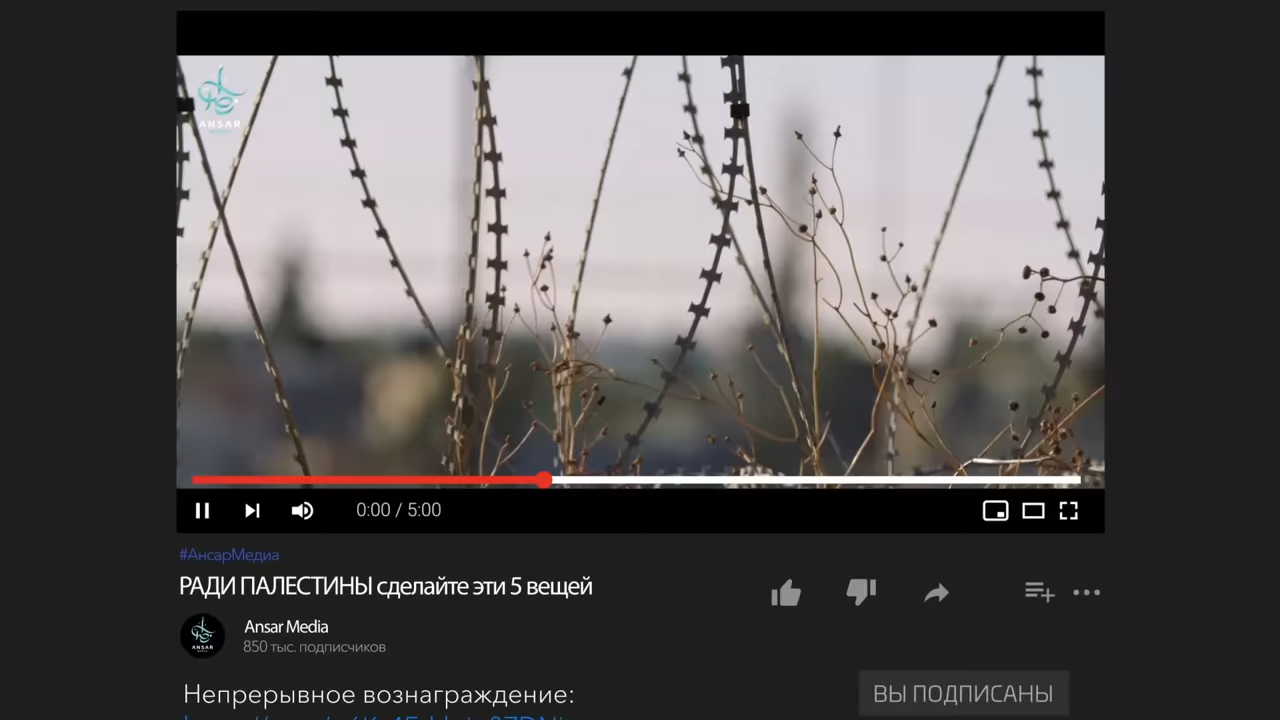 ANSAR
0:00 / 5:00
#АнсарМедиа
РАДИ ПАЛЕСТИНЫ сделайте эти 5 вещей
Ansar Media
850 тыс. подписчиков
ANSAR
Непрерывное вознаграждение:
ВЫ ПОДПИСАНЫ